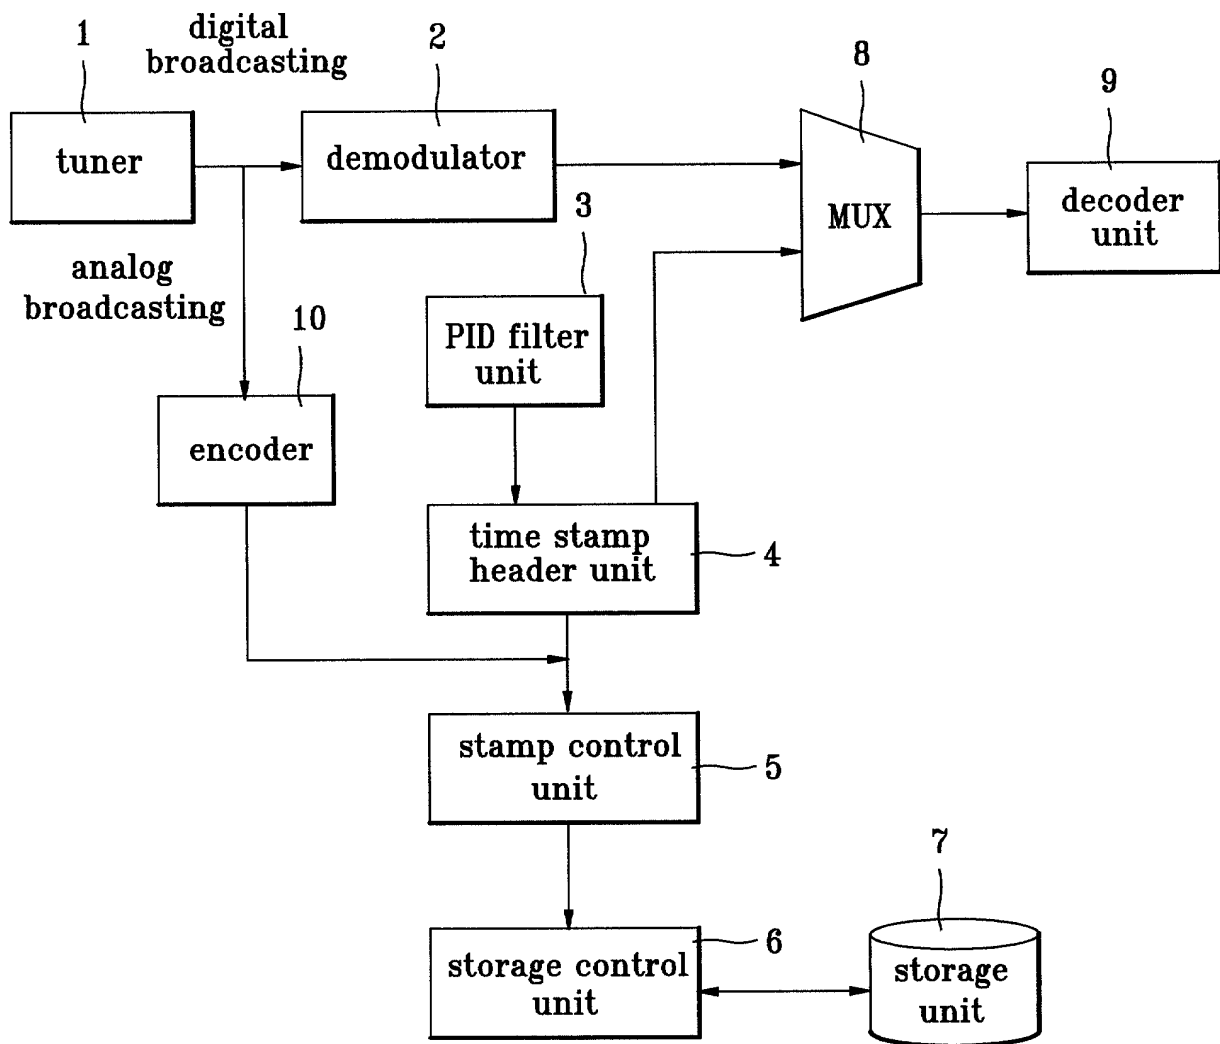 1
digital
broadcasting
2
8
9
tuner
demodulator
3
MUX
decoder
unit
analog
broadcasting
10
PID filter
unit
encoder
time stamp
header unit
4
stamp control
unit
5
7
6
storage control
unit
storage
unit